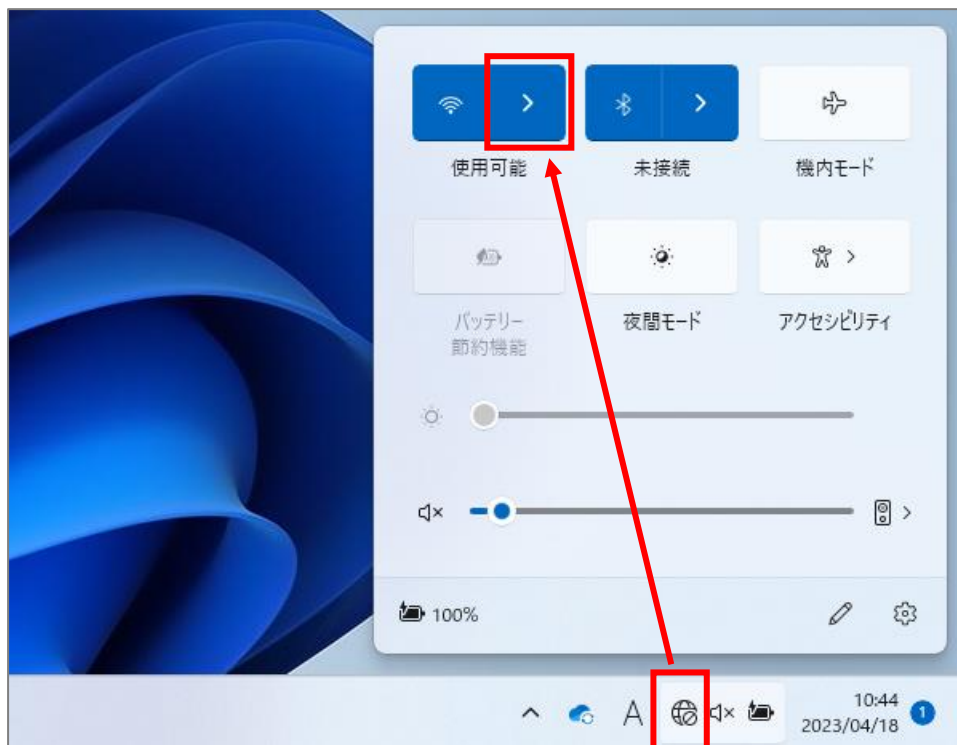 使用可能
未接続
機内モード
バッテリー
節約機能
夜間モード
アクセシビリティ
100%
A
10:44
2023/04/18
1